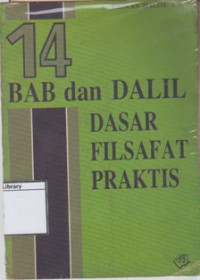 14
BAB dan DALIL
DASAR
FILSAFAT
PRAKTIS
Library